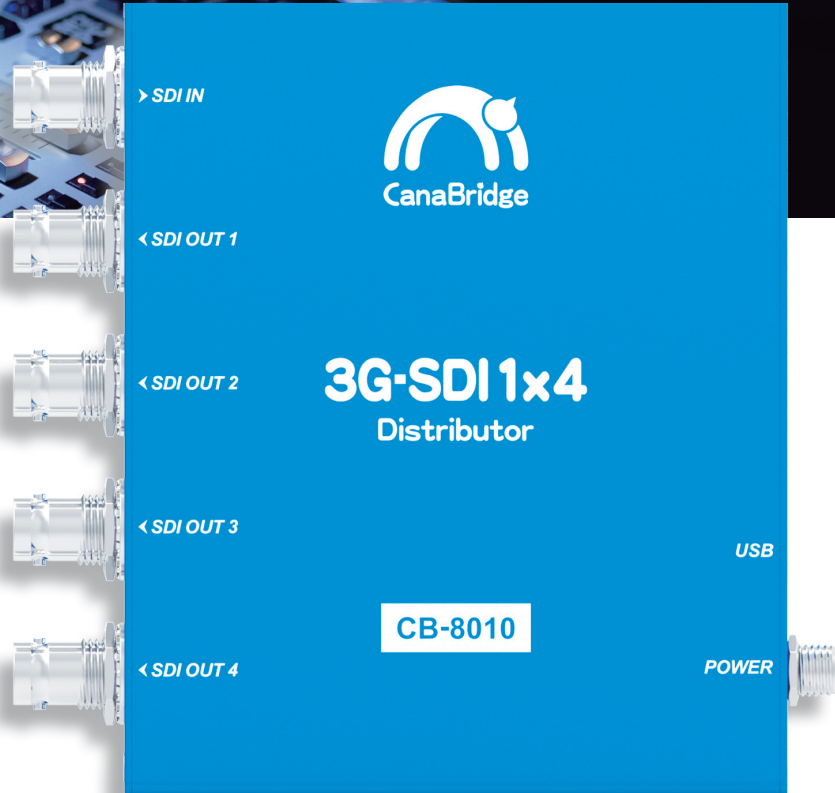 SDI IN
CanaBridge
SDI OUT 1
SDI OUT 2
3G-SDI 1x4
Distributor
SDI OUT 3
USB
CB-8010
SDI OUT 4
POWER